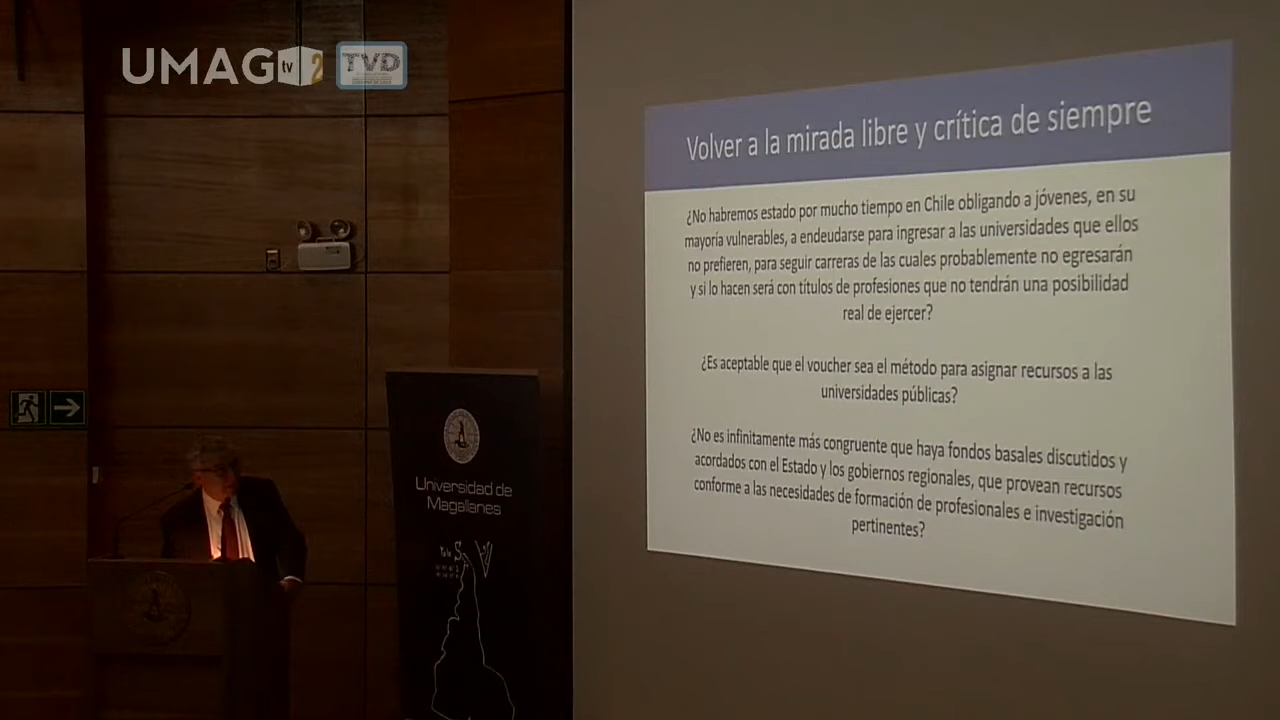 UMAG tv 2 TVD
Volver a la mirada libre y crítica de siempre
¿No habremos estado por mucho tiempo en Chile obligando a jóvenes, en su
mayoría vulnerables, a endeudarse para ingresar a las universidades que ellos
no prefieren, para seguir carreras de las cuales probablemente no egresarán
y si lo hacen será con títulos de profesiones que no tendrán una posibilidad
real de ejercer?
¿Es aceptable que el voucher sea el método para asignar recursos a las
universidades públicas?
¿No es infinitamente más congruente que haya fondos basales discutidos y
acordados con el Estado y los gobiernos regionales, que provean recursos
conforme a las necesidades de formación de profesionales e investigación
pertinentes?
Universidad de
Magallanes